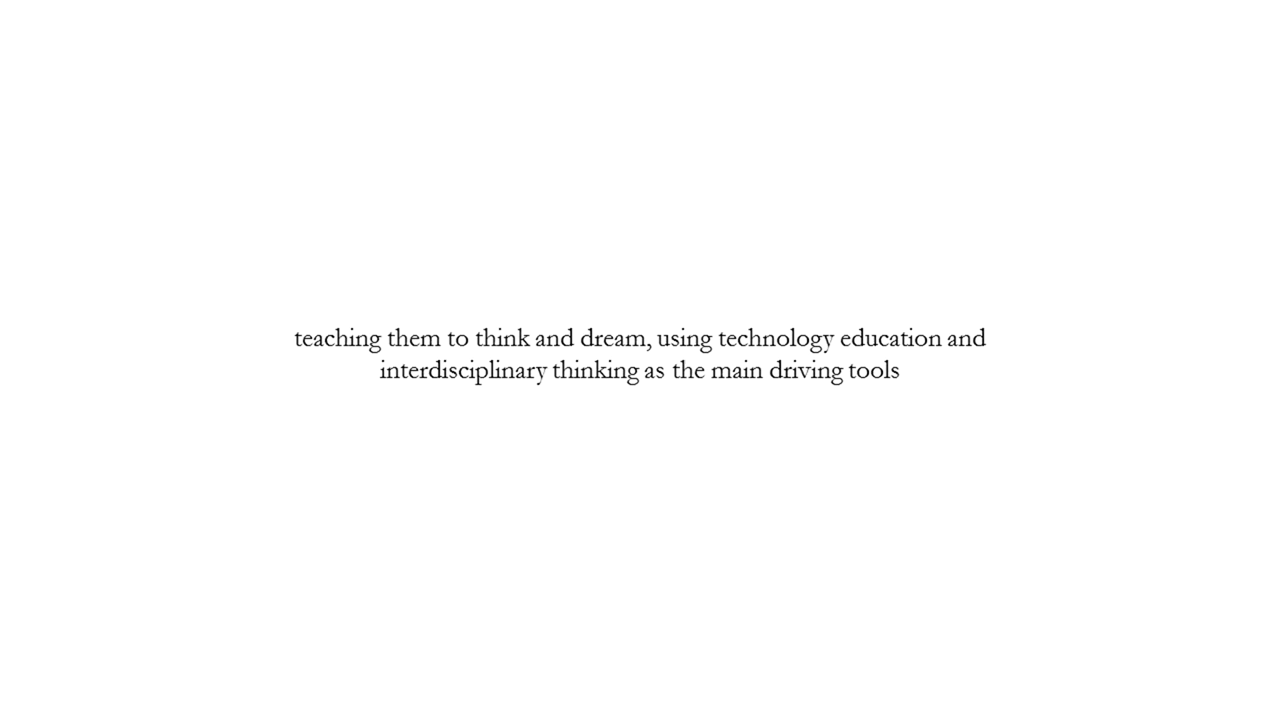 teaching them to think and dream, using technology education and
interdisciplinary thinking as the main driving tools